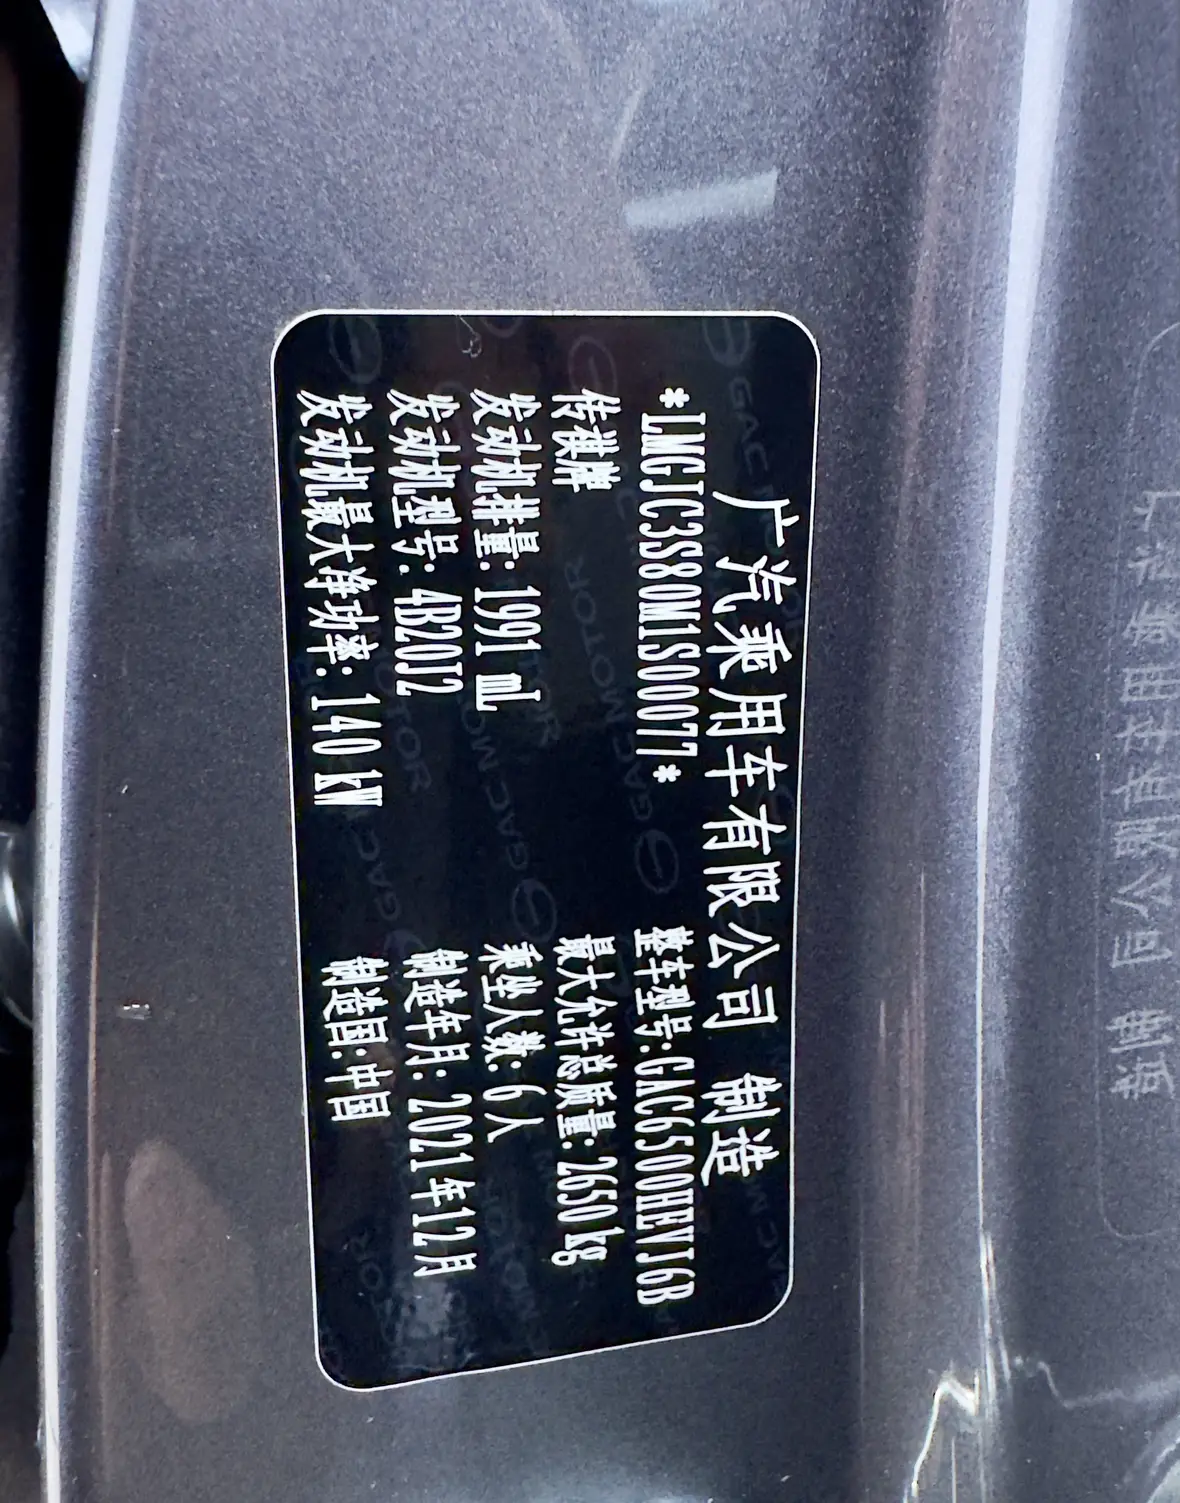 广汽乘用车有限公司 制造
*LMGJC3S80M1S00077* 整车型号:GAC6500HEVJ6B
传祺牌 最大允许总质量: 2650 kg
发动机排量: 1991 mL 乘坐人数: 6 人
发动机型号: 4B20J2 制造年月: 2021年12月
发动机最大净功率: 140 kW 制造国:中国
GAC MOTOR